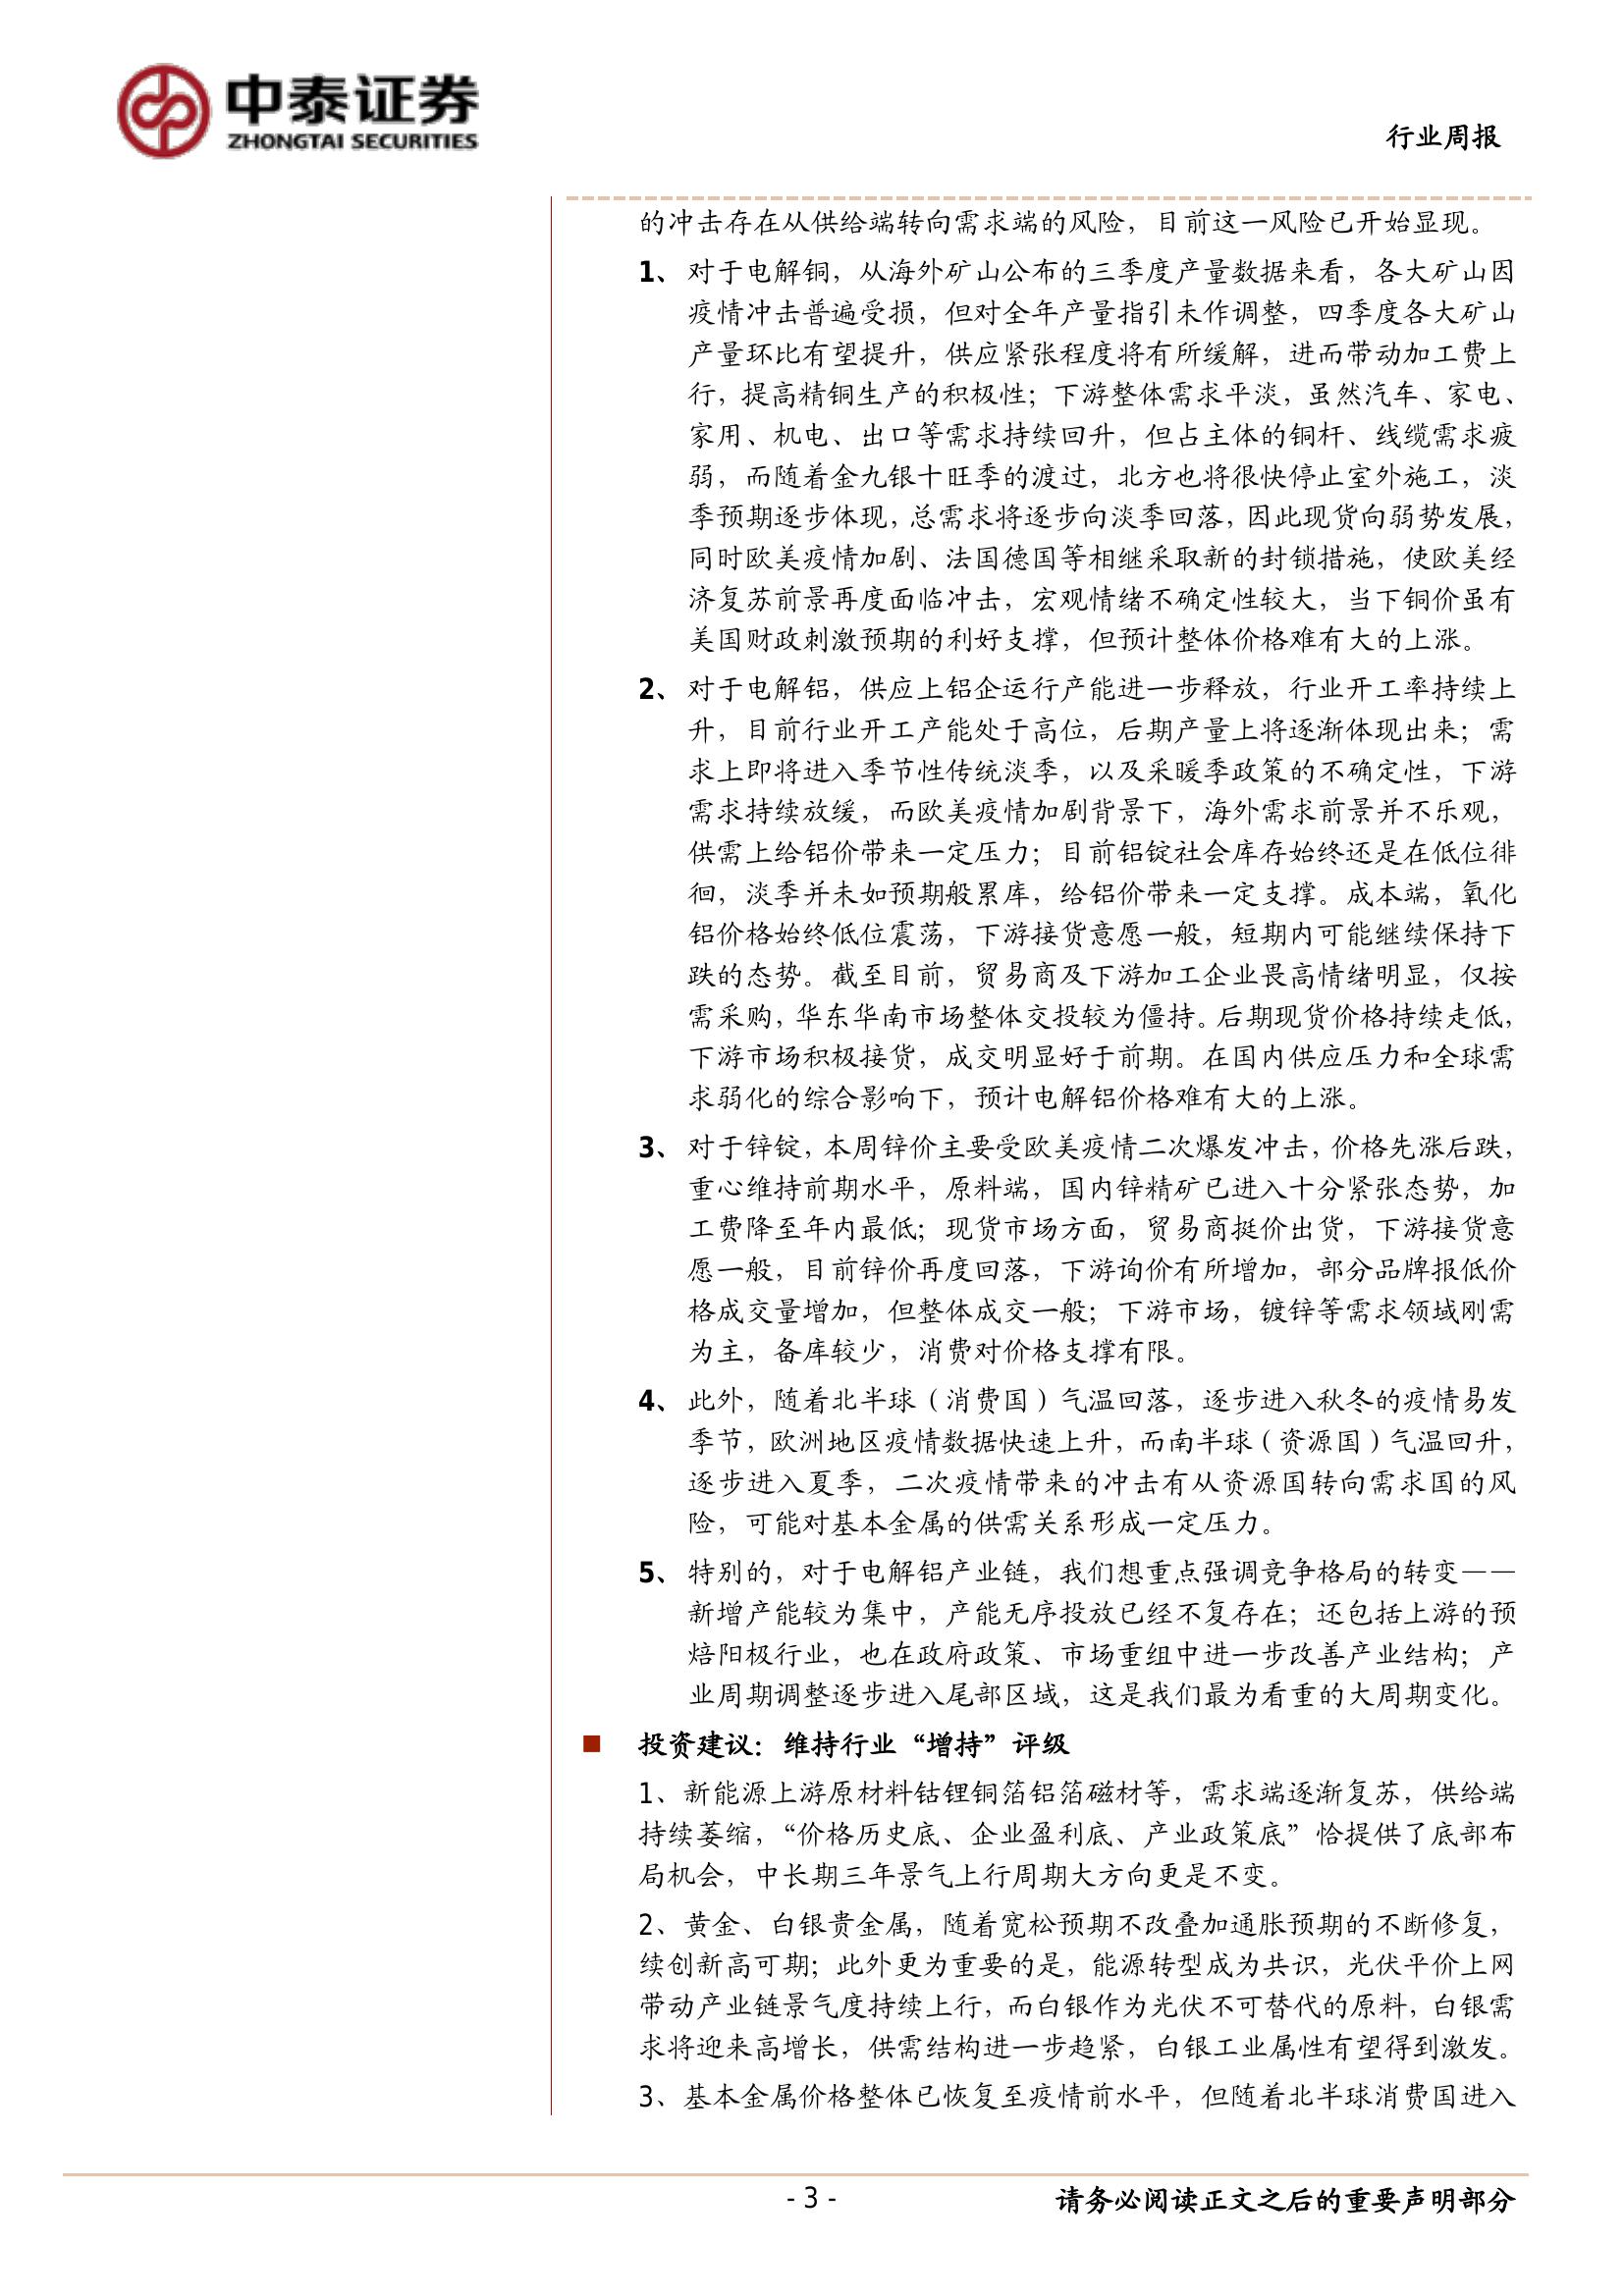 中泰证券
ZHONGTAI SECURITIES
行业周报
的冲击存在从供给端转向需求端的风险，目前这一风险已开始显现。
1、 对于电解铜，从海外矿山公布的三季度产量数据来看，各大矿山因
疫情冲击普遍受损，但对全年产量指引未作调整，四季度各大矿山
产量环比有望提升，供应紧张程度将有所缓解，进而带动加工费上
行，提高精铜生产的积极性；下游整体需求平淡，虽然汽车、家电、
家用、机电、出口等需求持续回升，但占主体的铜杆、线缆需求疲
弱，而随着金九银十旺季的渡过，北方也将很快停止室外施工，淡
季预期逐步体现，总需求将逐步向淡季回落，因此现货向弱势发展，
同时欧美疫情加剧、法国德国等相继采取新的封锁措施，使欧美经
济复苏前景再度面临冲击，宏观情绪不确定性较大，当下铜价虽有
美国财政刺激预期的利好支撑，但预计整体价格难有大的上涨。
2、 对于电解铝，供应上铝企运行产能进一步释放，行业开工率持续上
升，目前行业开工产能处于高位，后期产量上将逐渐体现出来；需
求上即将进入季节性传统淡季，以及采暖季政策的不确定性，下游
需求持续放缓，而欧美疫情加剧背景下，海外需求前景并不乐观，
供需上给铝价带来一定压力；目前铝锭社会库存始终还是在低位徘
徊，淡季并未如预期般累库，给铝价带来一定支撑。成本端，氧化
铝价格始终低位震荡，下游接货意愿一般，短期内可能继续保持下
跌的态势。截至目前，贸易商及下游加工企业畏高情绪明显，仅按
需采购，华东华南市场整体交投较为僵持。后期现货价格持续走低，
下游市场积极接货，成交明显好于前期。在国内供应压力和全球需
求弱化的综合影响下，预计电解铝价格难有大的上涨。
3、 对于锌锭，本周锌价主要受欧美疫情二次爆发冲击，价格先涨后跌，
重心维持前期水平，原料端，国内锌精矿已进入十分紧张态势，加
工费降至年内最低；现货市场方面，贸易商挺价出货，下游接货意
愿一般，目前锌价再度回落，下游询价有所增加，部分品牌报低价
格成交量增加，但整体成交一般；下游市场，镀锌等需求领域刚需
为主，备库较少，消费对价格支撑有限。
4、 此外，随着北半球（消费国）气温回落，逐步进入秋冬的疫情易发
季节，欧洲地区疫情数据快速上升，而南半球（资源国）气温回升，
逐步进入夏季，二次疫情带来的冲击有从资源国转向需求国的风
险，可能对基本金属的供需关系形成一定压力。
5、 特别的，对于电解铝产业链，我们想重点强调竞争格局的转变——
新增产能较为集中，产能无序投放已经不复存在；还包括上游的预
焙阳极行业，也在政府政策、市场重组中进一步改善产业结构；产
业周期调整逐步进入尾部区域，这是我们最为看重的大周期变化。
■ 投资建议：维持行业“增持”评级
1、新能源上游原材料钴锂铜箔铝箔磁材等，需求端逐渐复苏，供给端
持续萎缩，“价格历史底、企业盈利底、产业政策底”恰提供了底部布
局机会，中长期三年景气上行周期大方向更是不变。
2、黄金、白银贵金属，随着宽松预期不改叠加通胀预期的不断修复，
续创新高可期；此外更为重要的是，能源转型成为共识，光伏平价上网
带动产业链景气度持续上行，而白银作为光伏不可替代的原料，白银需
求将迎来高增长，供需结构进一步趋紧，白银工业属性有望得到激发。
3、基本金属价格整体已恢复至疫情前水平，但随着北半球消费国进入
- 3 -
请务必阅读正文之后的重要声明部分